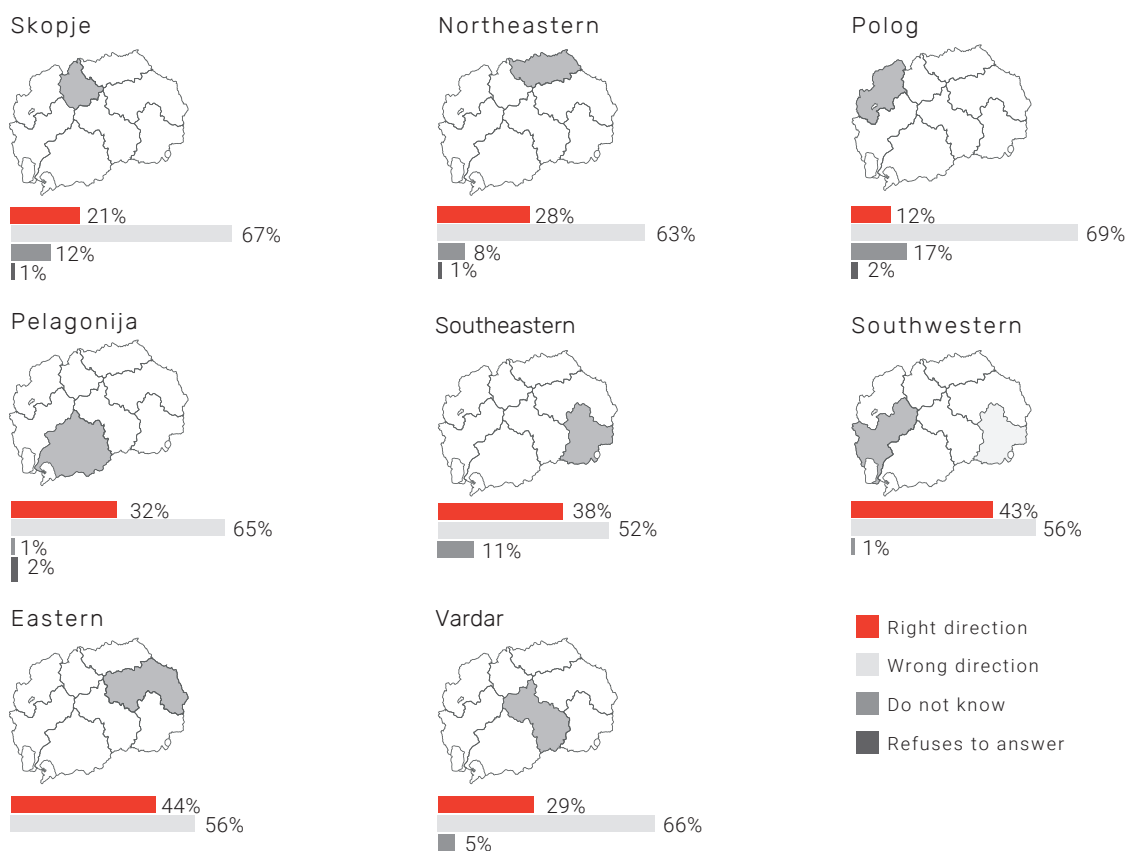 Skopje
21%
67%
12%
1%
Northeastern
28%
63%
8%
1%
Polog
12%
69%
17%
2%
Pelagonija
32%
65%
1%
2%
Southeastern
38%
52%
11%
Southwestern
43%
56%
1%
Eastern
44%
56%
Vardar
29%
66%
5%
Right direction
Wrong direction
Do not know
Refuses to answer